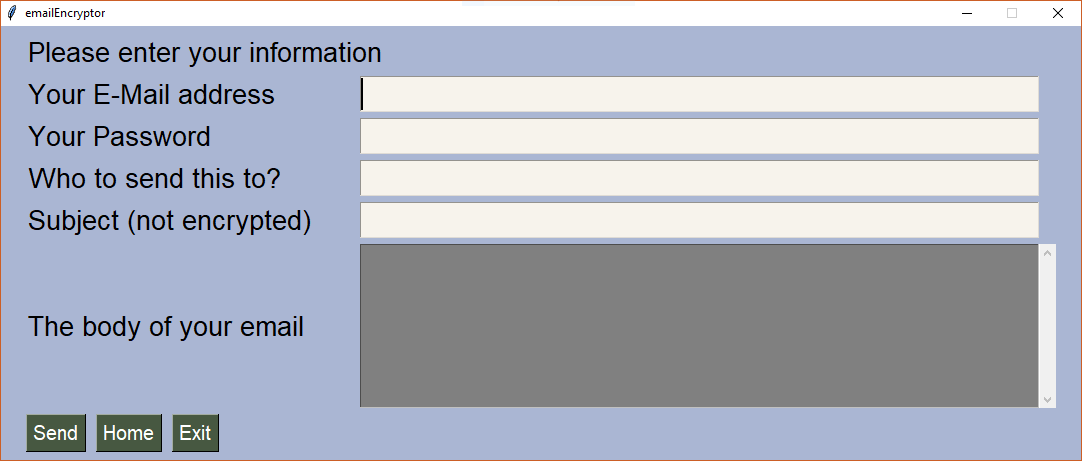 emailEncryptor
Please enter your information
Your E-Mail address
Your Password
Who to send this to?
Subject (not encrypted)
The body of your email
Send Home Exit